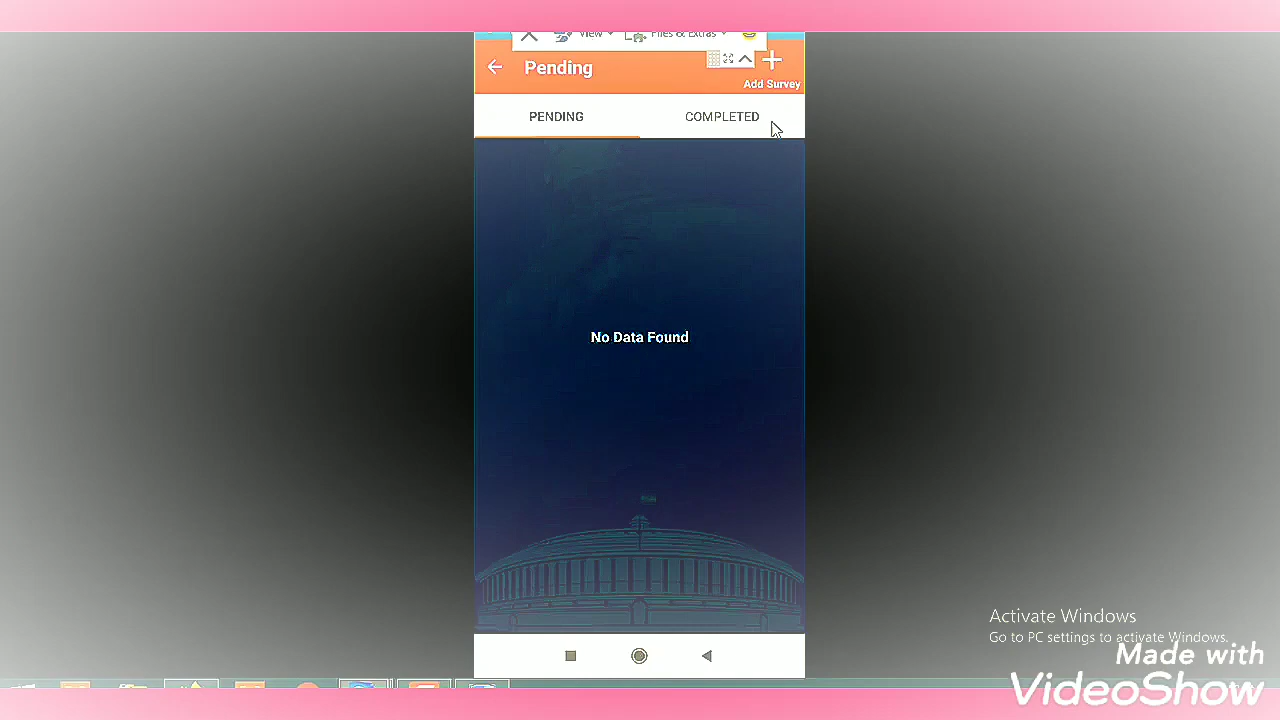 View
Files & Extras
Pending
Add Survey
PENDING
COMPLETED
No Data Found
Activate Windows
Go to PC settings to activate Windows.
Made with
VideoShow